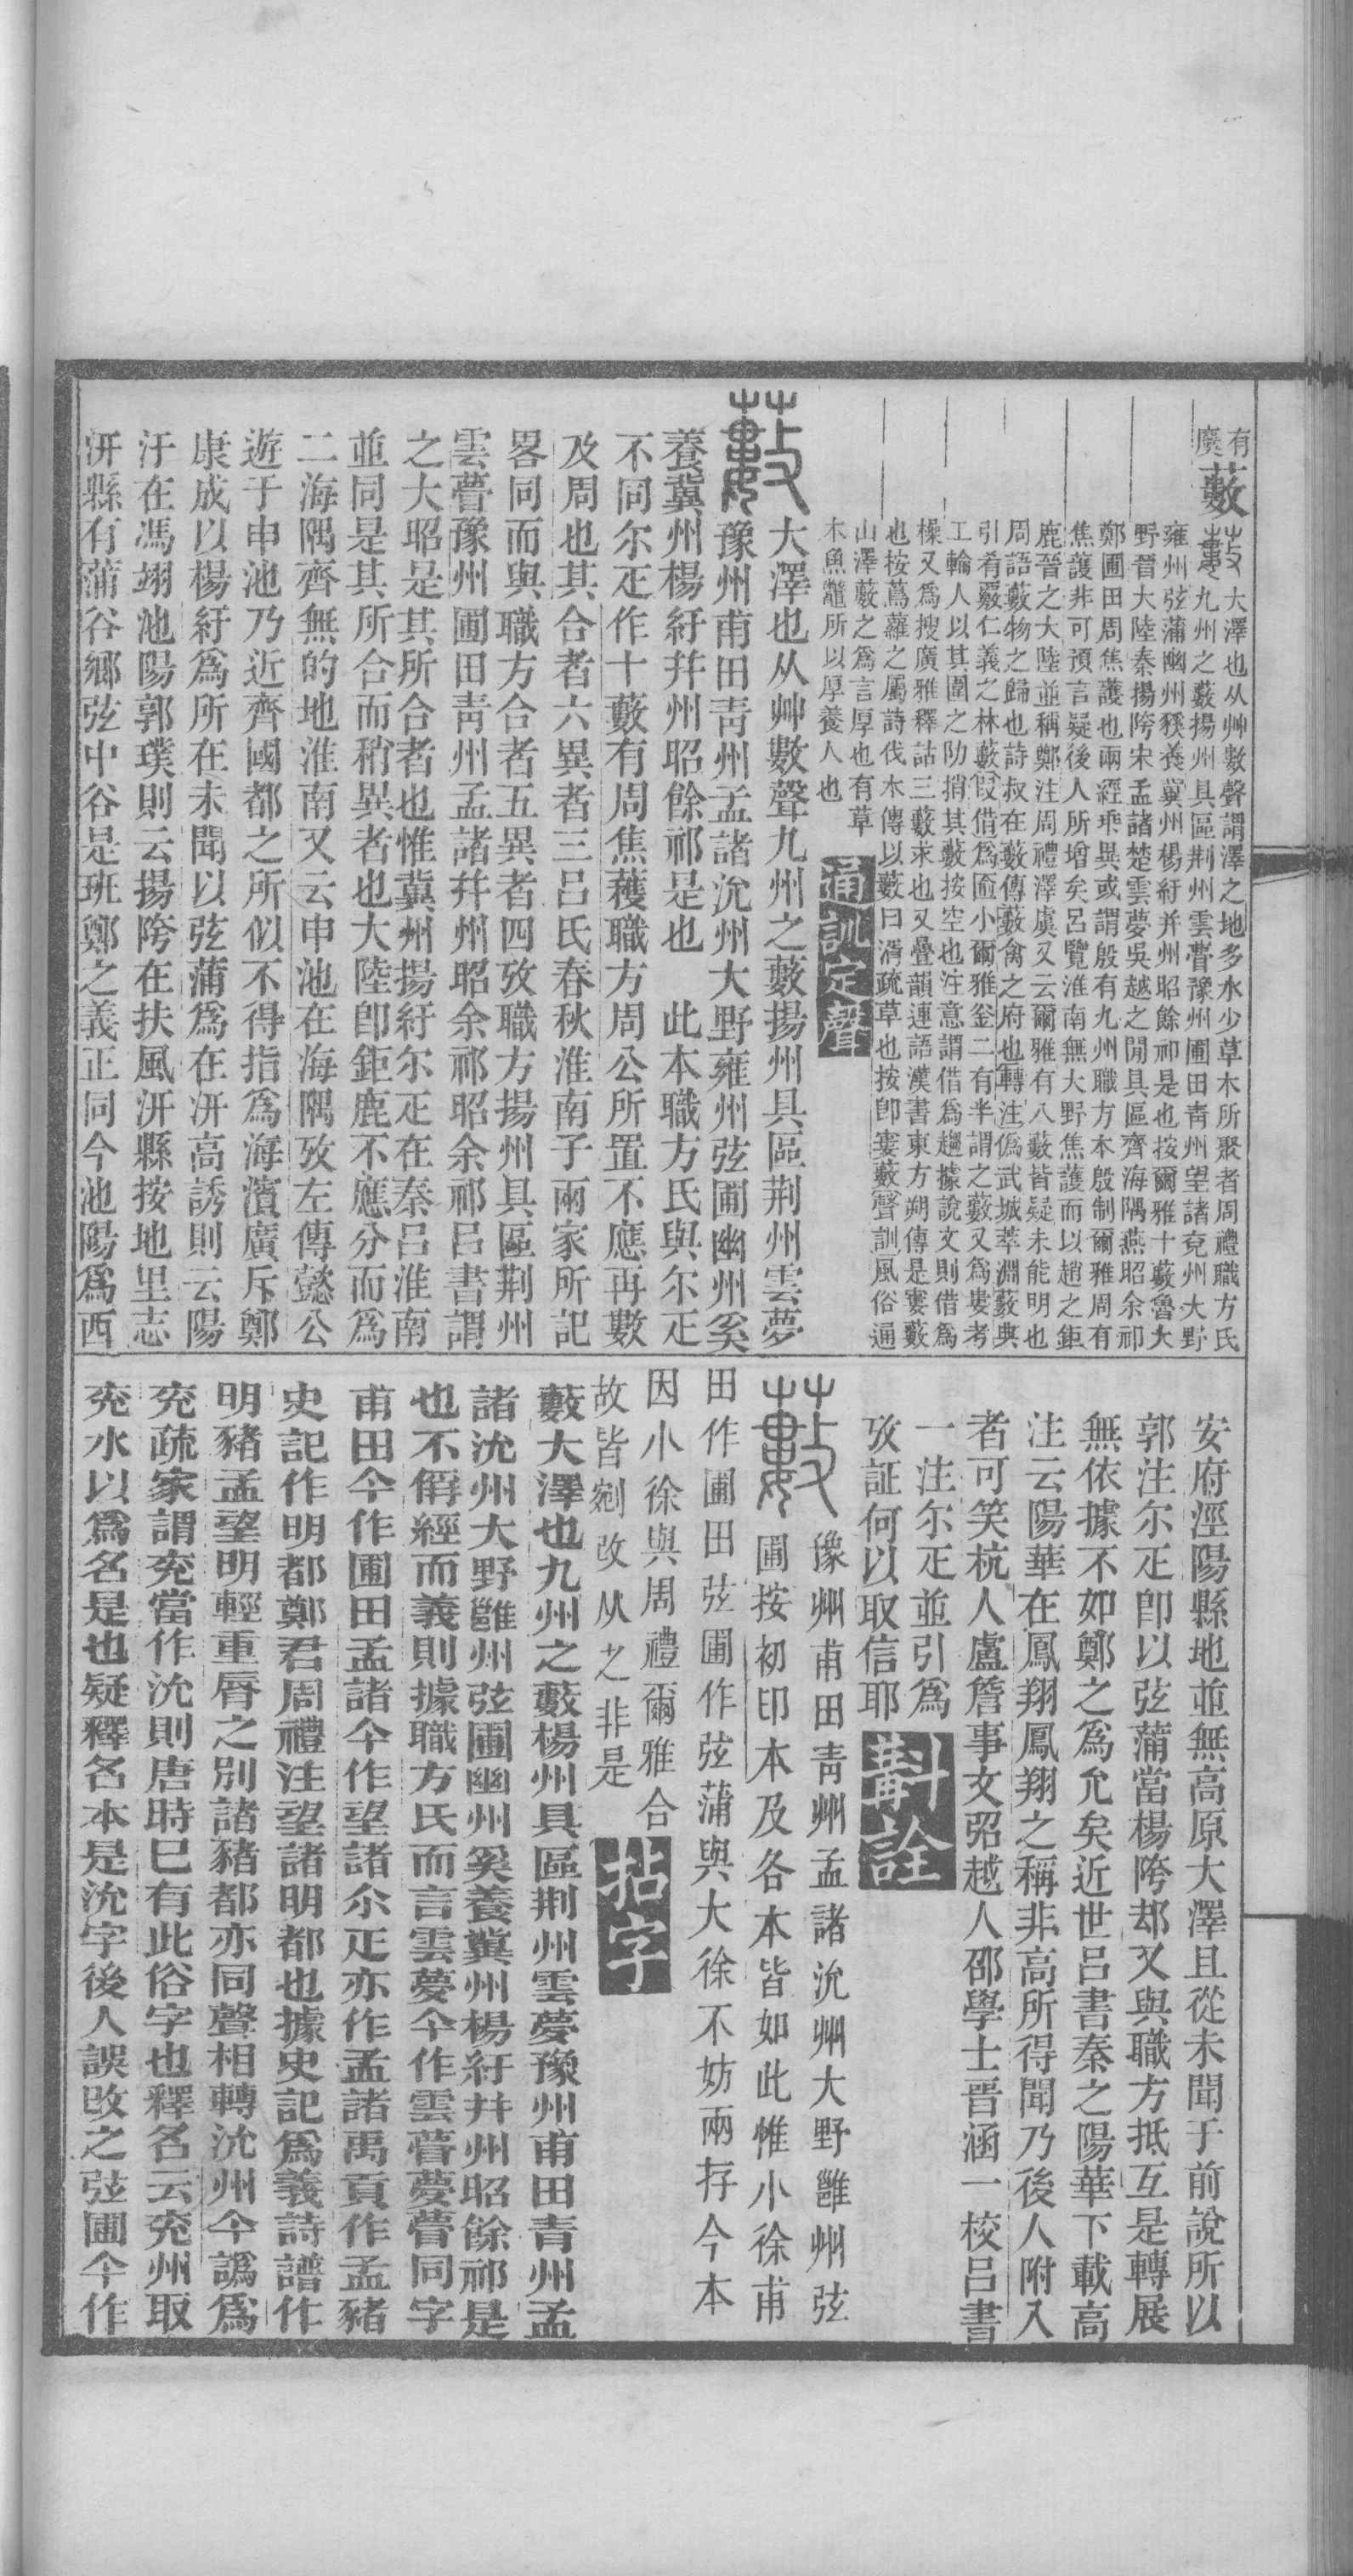 有
麌
藪
大澤也从艸數聲謂澤之地多水少草木所聚者周禮職方氏
九州之藪揚州具區荆州雲瞢豫州圃田青州望諸兗州大野
雍州弦蒲幽州豯養冀州楊紆并州昭餘祁是也按爾雅十藪魯大
野晉大陸秦揚陓宋孟諸楚雲夢吳越之閒具區齊海隅燕昭余祁
鄭圃田周焦護也兩經乖異或謂殷有九州職方本殷制爾雅周有
焦護非可預言疑後人所增矣呂覽淮南無大野焦護而以趙之鉅
鹿晉之大陸並稱鄭注周禮澤虞又云爾雅有八藪皆疑未能明也
周語藪物之歸也詩叔在藪傳藪禽之府也轉注僞武城萃淵藪典
引肴覈仁義之林藪假借爲匬小爾雅釜二有半謂之藪又爲婁考
工輪人以其圍之阞捎其藪按空也注意謂借爲趨據說文則借爲
橾又爲搜廣雅釋詁三藪求也又疊韻連語漢書東方朔傳是寠藪
也按蔦蘿之屬詩伐木傳以藪曰湑疏草也按卽寠藪聲訓風俗通
山澤藪之爲言厚也有草
木魚鼈所以厚養人也
通訓定聲
大澤也从艸數聲九州之藪揚州具區荆州雲夢
豫州甫田青州孟諸沇州大野雍州弦圃幽州奚
養冀州楊紆并州昭餘祁是也　此本職方氏與尔疋
不同尔疋作十藪有周焦穫職方周公所置不應再數
及周也其合者六異者三呂氏春秋淮南子兩家所記
畧同而與職方合者五異者四攷職方揚州具區荆州
雲瞢豫州圃田青州孟諸幷州昭余祁昭余祁呂書謂
之大昭是其所合者也惟冀州揚紆尔疋在秦呂淮南
並同是其所合而稍異者也大陸卽鉅鹿不應分而爲
二海隅齊無的地淮南又云申池在海隅攷左傳懿公
遊于申池乃近齊國都之所似不得指爲海濱廣斥鄭
康成以楊紆爲所在未聞以弦蒲爲在汧高誘則云陽
汙在馮翊池陽郭璞則云揚陓在扶風汧縣按地里志
汧縣有蒲谷鄉弦中谷是班鄭之義正同今池陽爲西
安府涇陽縣地並無高原大澤且從未聞于前說所以
郭注尔疋卽以弦蒲當楊陓却又與職方抵互是轉展
無依據不如鄭之爲允矣近世呂書秦之陽華下載高
注云陽華在鳳翔鳳翔之稱非高所得聞乃後人附入
者可笑杭人盧詹事文弨越人邵學士晉涵一校呂書
一注尔疋並引爲
攷証何以取信耶
斠詮
豫州甫田青州孟諸沇州大野雝州弦
圃按初印本及各本皆如此惟小徐甫
田作圃田弦圃作弦蒲與大徐不妨兩存今本
因小徐與周禮爾雅合
故皆剜改从之非是
拈字
藪大澤也九州之藪楊州具區荆州雲夢豫州甫田青州孟
諸沇州大野雝州弦圃幽州奚養冀州楊紆幷州昭餘祁是
也不偁經而義則據職方氏而言雲夢今作雲瞢夢瞢同字
甫田今作圃田孟諸今作望諸尒疋亦作孟諸禹貢作孟豬
史記作明都鄭君周禮注望諸明都也據史記爲義詩譜作
明豬孟望明輕重脣之別諸豬都亦同聲相轉沇州今譌爲
兗疏家謂兗當作沇則唐時已有此俗字也釋名云兗州取
兗水以爲名是也疑釋名本是沇字後人誤改之弦圃今作